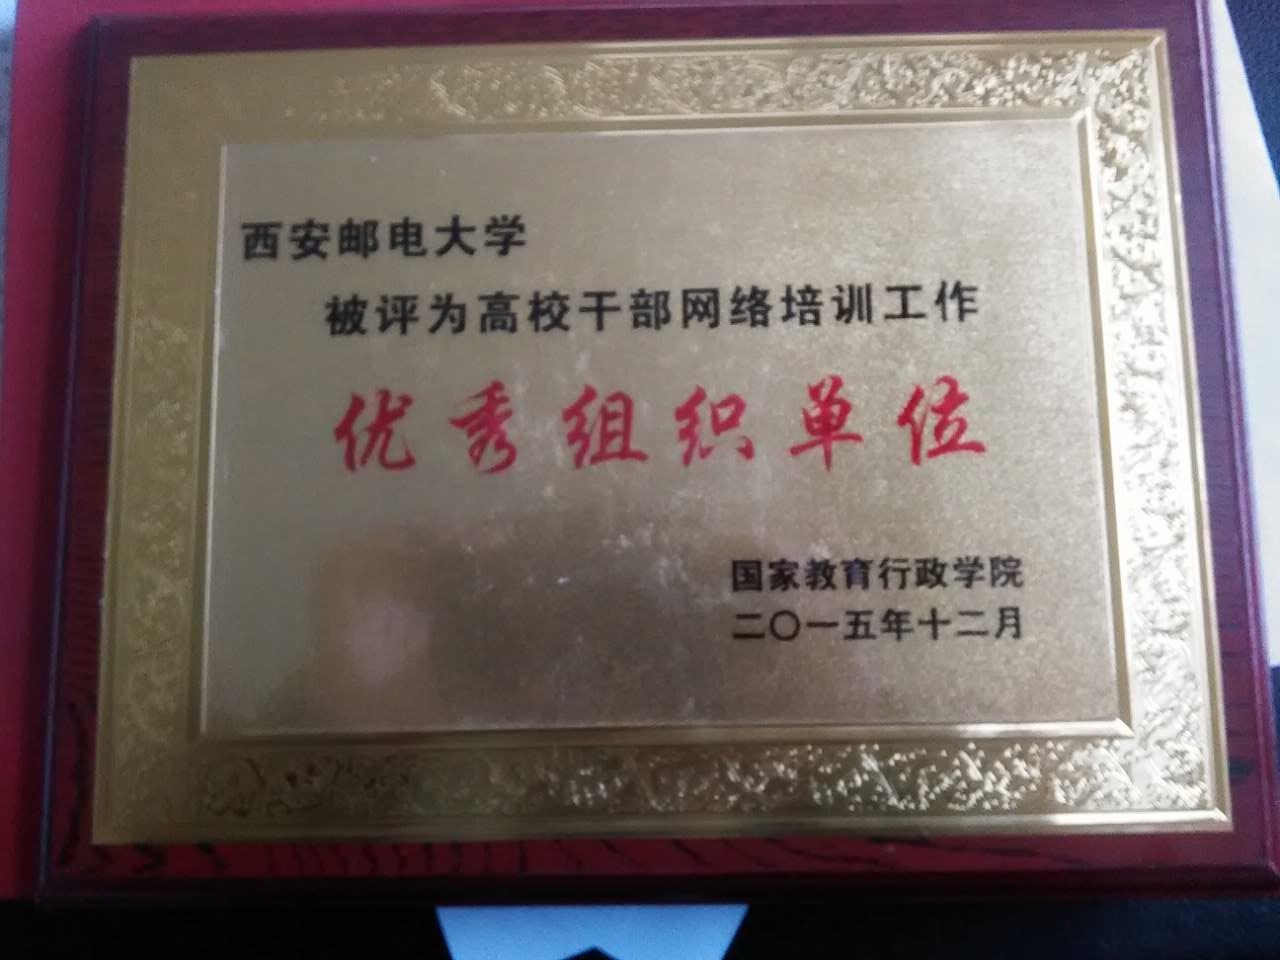 西安邮电大学
被评为高校干部网络培训工作
优秀组织单位
国家教育行政学院
二〇一五年十二月